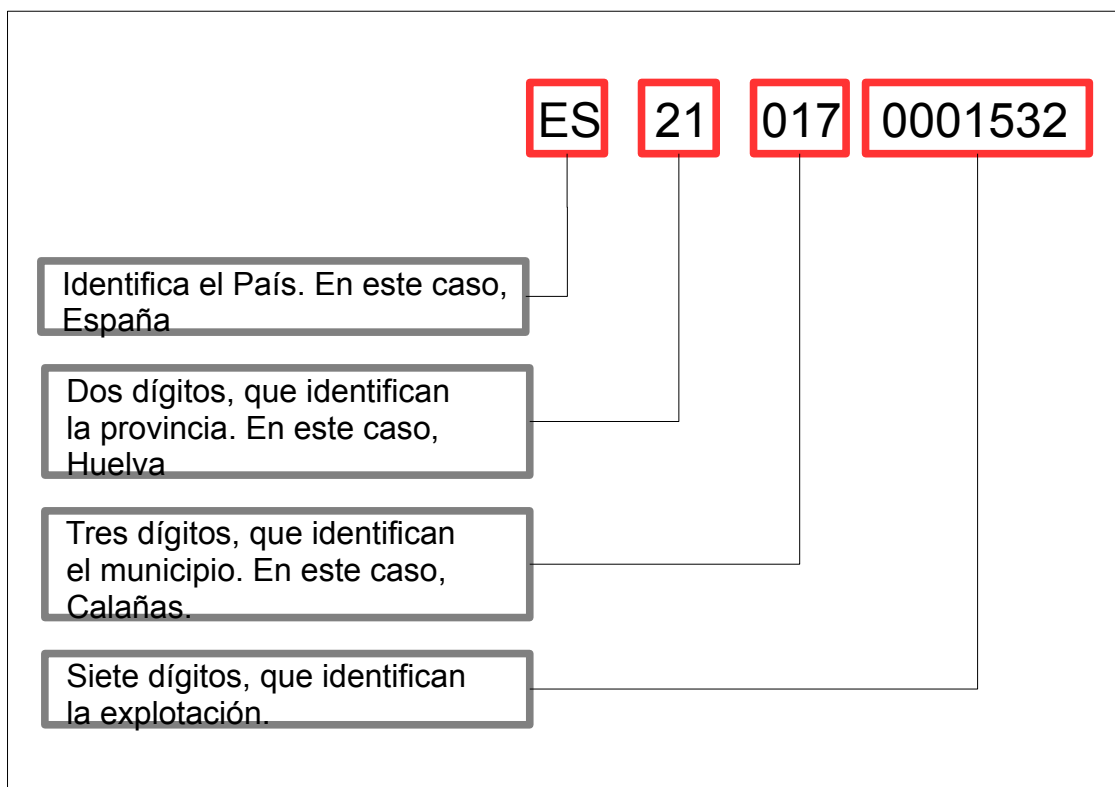 ES 21 017 0001532
Identifica el País. En este caso,
España
Dos dígitos, que identifican
la provincia. En este caso,
Huelva
Tres dígitos, que identifican
el municipio. En este caso,
Calañas.
Siete dígitos, que identifican
la explotación.